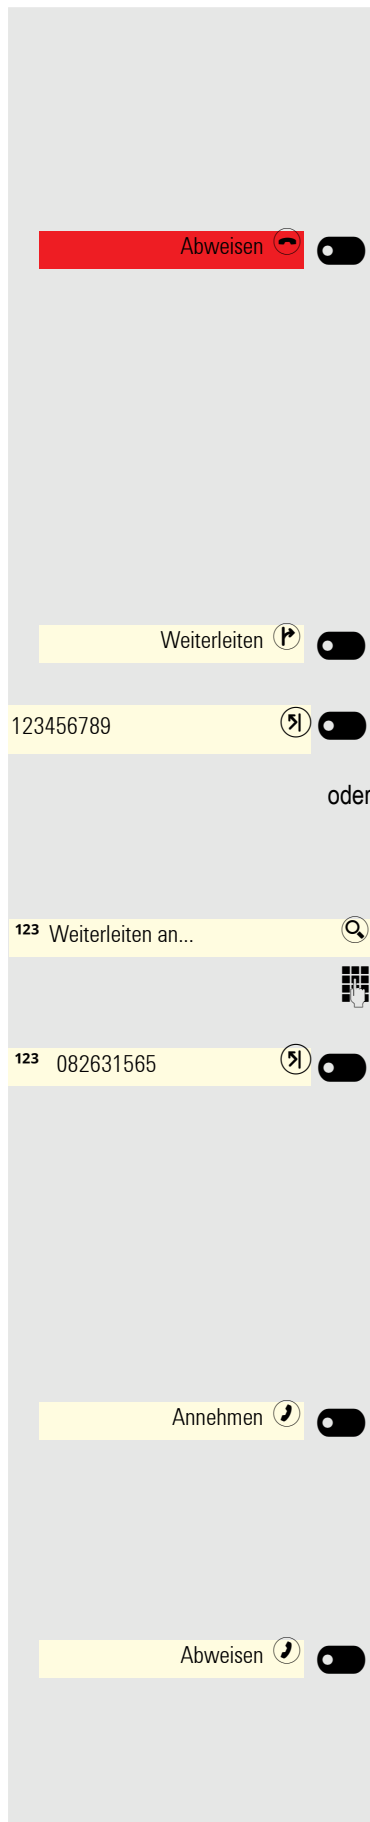 Abweisen
Weiterleiten
123456789
oder
123 Weiterleiten an...
123 082631565
Annehmen
Abweisen